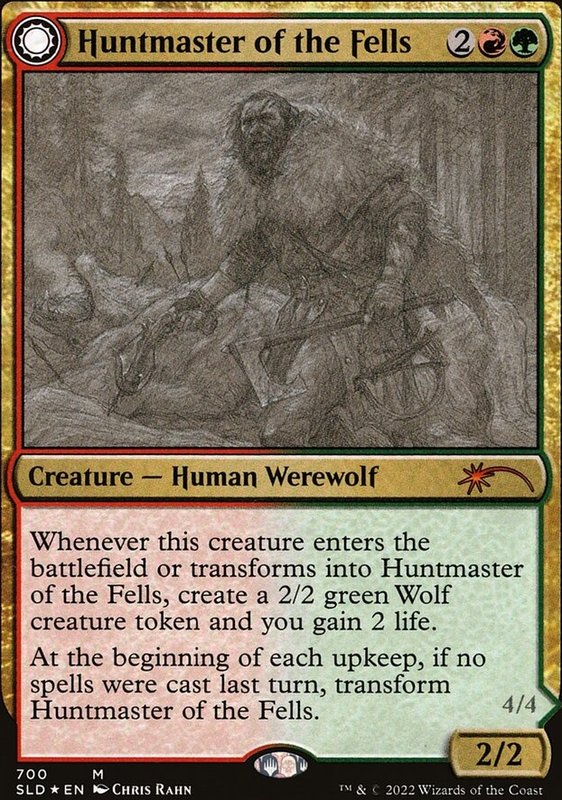 Huntmaster of the Fells 2
Creature — Human Werewolf
Whenever this creature enters the
battlefield or transforms into Huntmaster
of the Fells, create a 2/2 green Wolf
creature token and you gain 2 life.
At the beginning of each upkeep, if no
spells were cast last turn, transform
Huntmaster of the Fells.
4/4
2/2
700 M
SLD★EN Chris Rahn
™ & © 2022 Wizards of the Coast